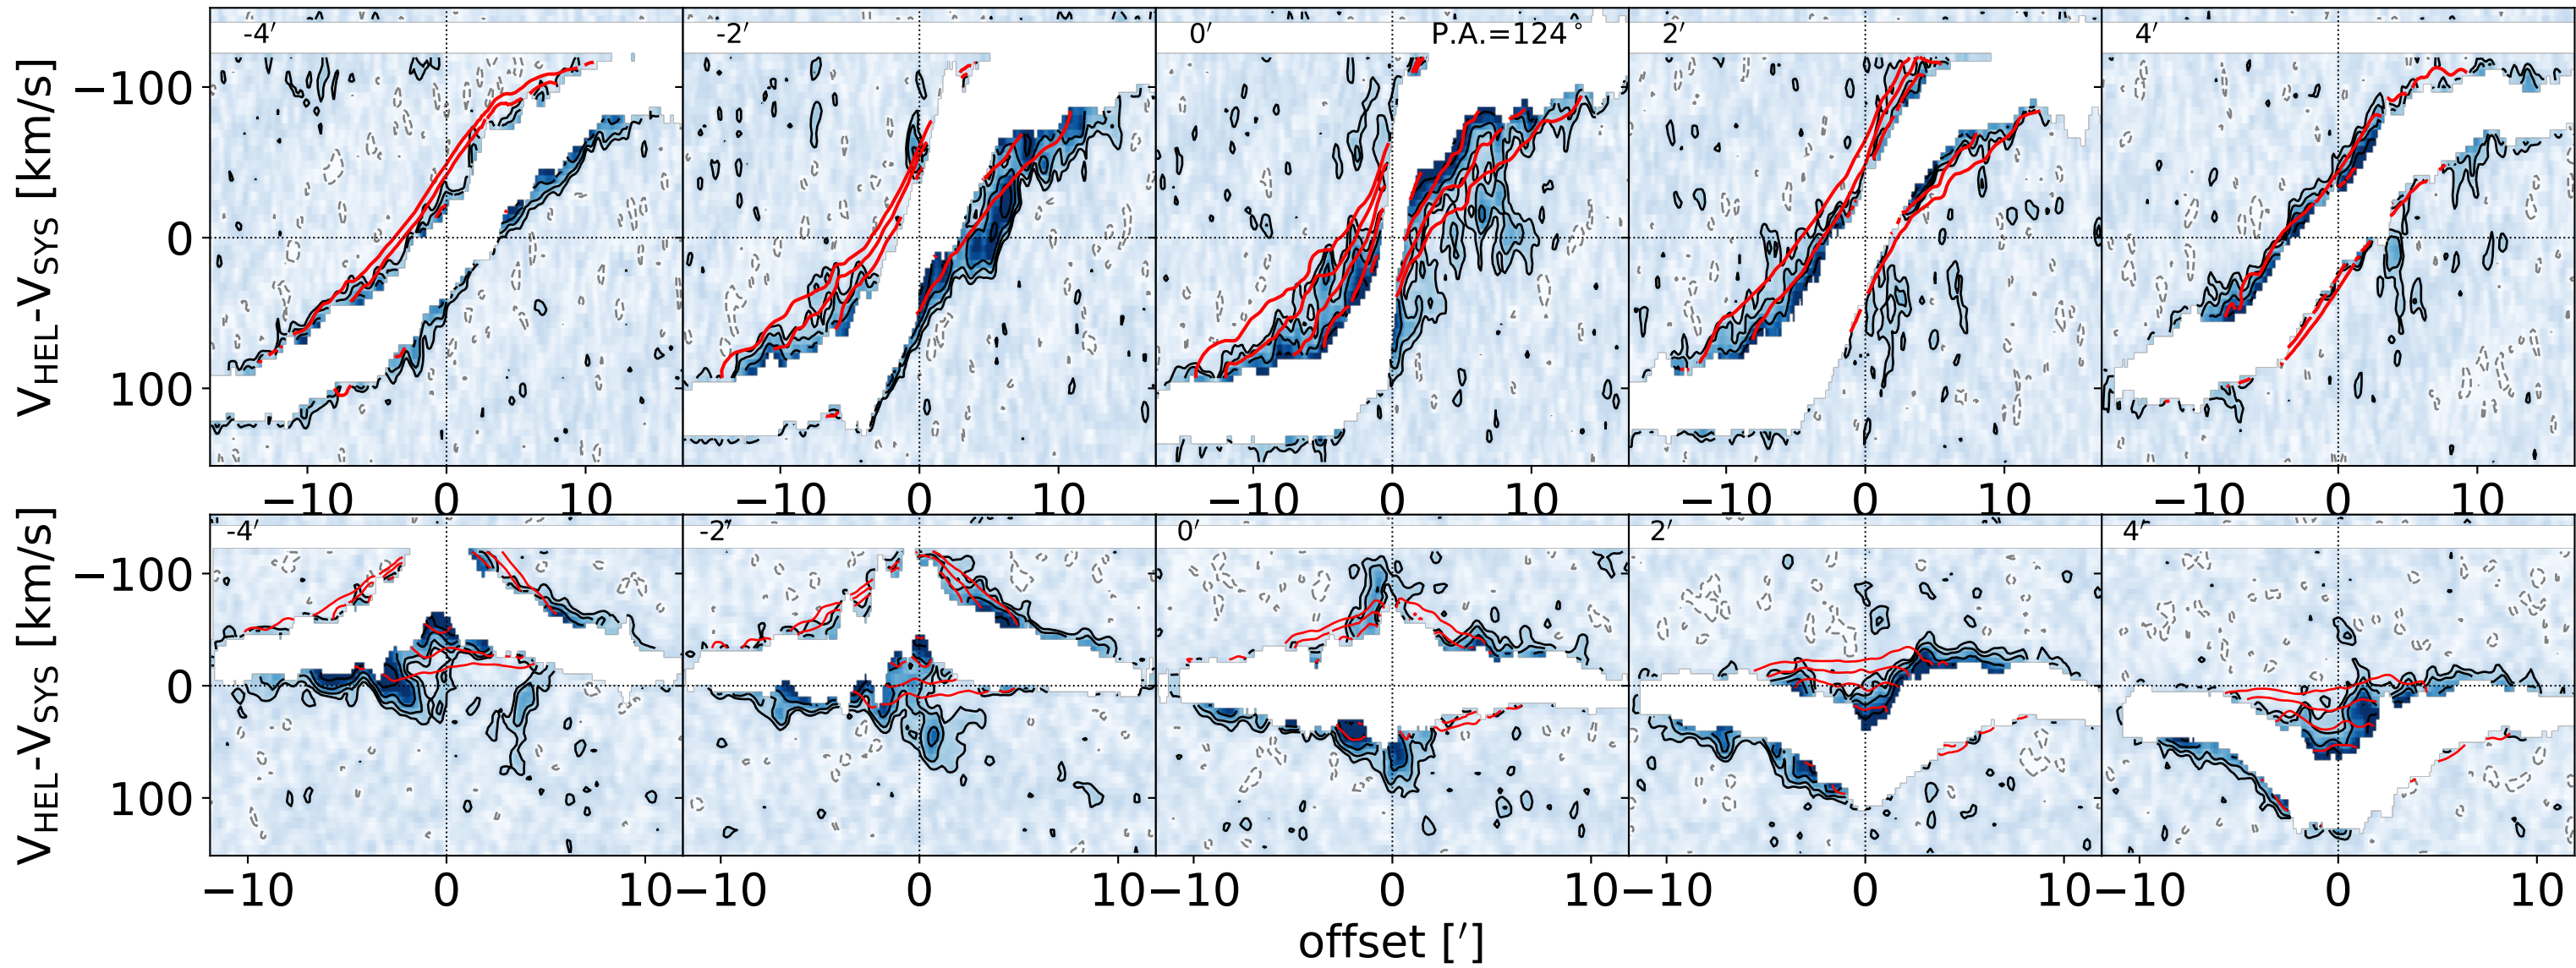 -4′ -2′ 0′ P.A.=124° 2′ 4′
V_HEL-V_SYS [km/s]
−100
0
100
−10 0 10 −10 0 10 −10 0 10 −10 0 10 −10 0 10
-4′ -2′ 0′ 2′ 4′
V_HEL-V_SYS [km/s]
−100
0
100
−10 0 10 −10 0 10 −10 0 10 −10 0 10 −10 0 10
offset [′]